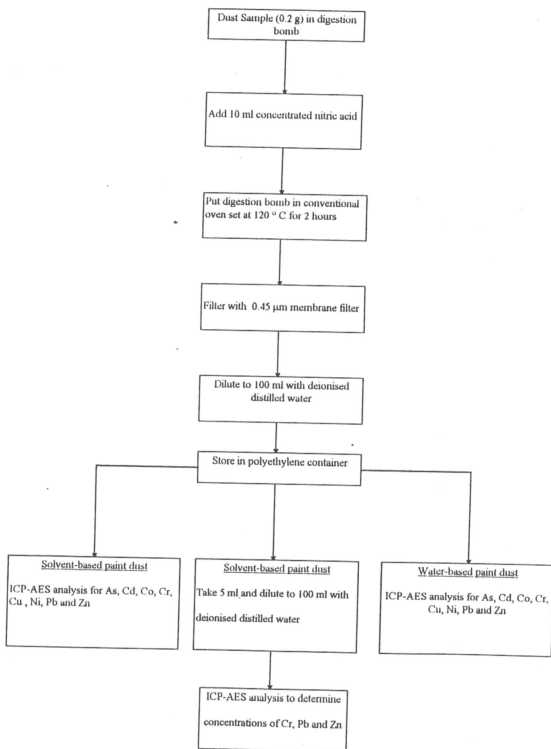 Dust Sample (0.2 g) in digestion
bomb
Add 10 ml concentrated nitric acid
Put digestion bomb in conventional
oven set at 120 ° C for 2 hours
Filter with 0.45 μm membrane filter
Dilute to 100 ml with deionised
distilled water
Store in polyethylene container
Solvent-based paint dust
ICP-AES analysis for As, Cd, Co, Cr,
Cu , Ni, Pb and Zn
Solvent-based paint dust
Take 5 ml and dilute to 100 ml with
deionised distilled water
Water-based paint dust
ICP-AES analysis for As, Cd, Co, Cr,
Cu, Ni, Pb and Zn
ICP-AES analysis to determine
concentrations of Cr, Pb and Zn